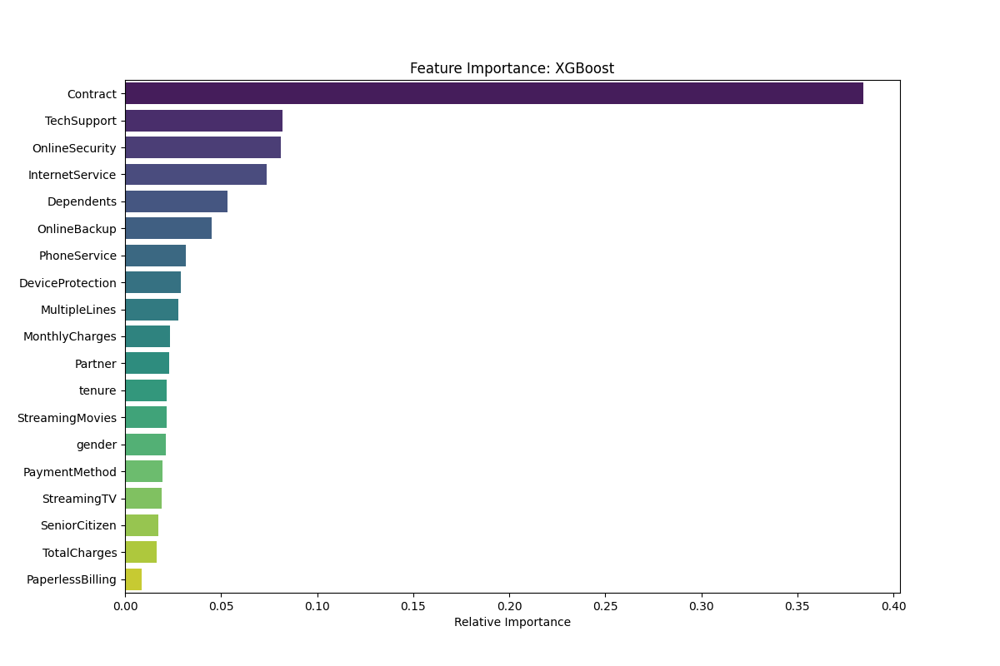 Feature Importance: XGBoost
Contract
TechSupport
OnlineSecurity
InternetService
Dependents
OnlineBackup
PhoneService
DeviceProtection
MultipleLines
MonthlyCharges
Partner
tenure
StreamingMovies
gender
PaymentMethod
StreamingTV
SeniorCitizen
TotalCharges
PaperlessBilling
0.00 0.05 0.10 0.15 0.20 0.25 0.30 0.35 0.40
Relative Importance